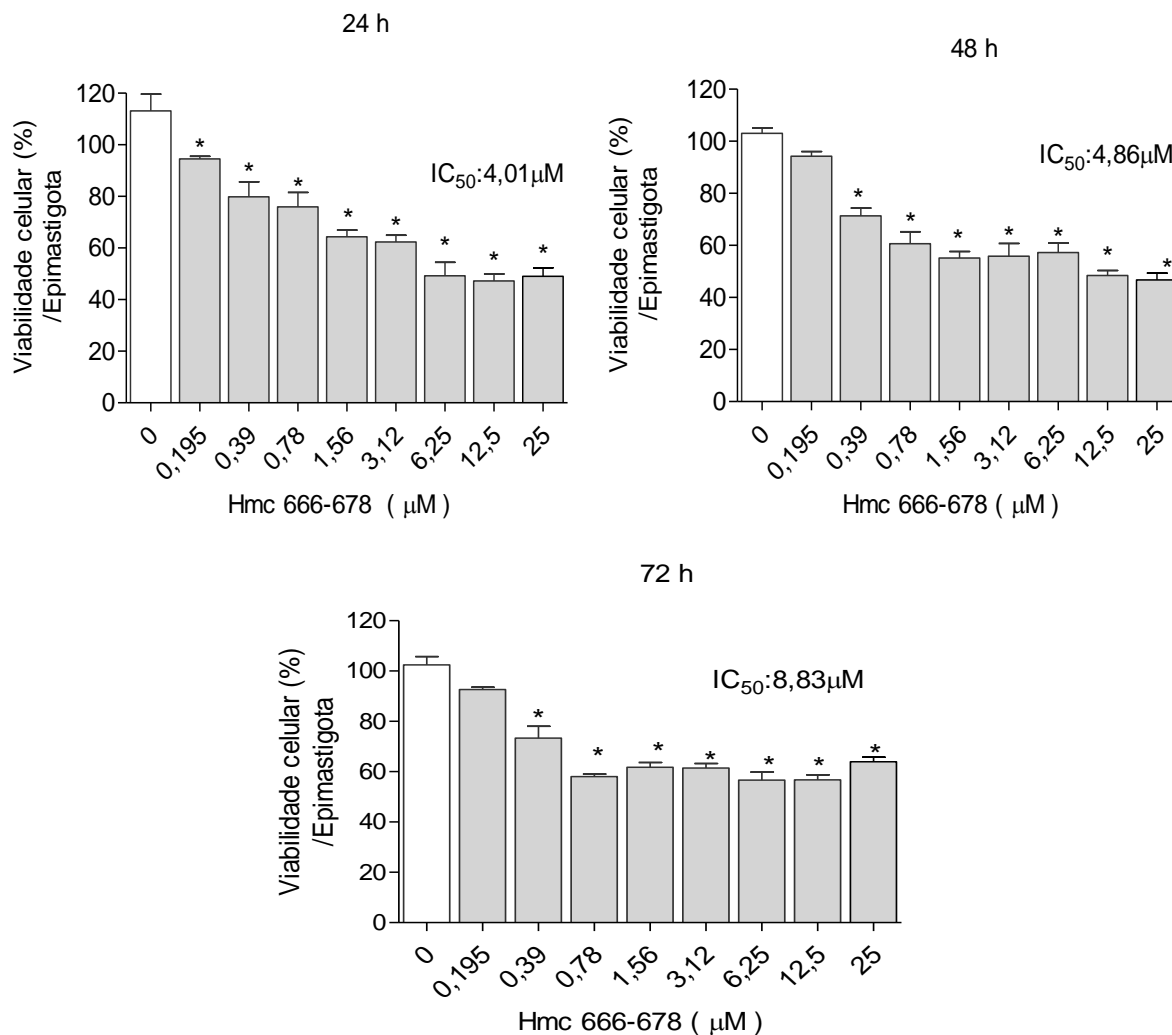 24 h
Viabilidade celular (%)
/Epimastigota
120
100
80
60
40
20
0
* * * * * * * *
IC50:4,01µM
0 0,195 0,39 0,78 1,56 3,12 6,25 12,5 25
Hmc 666-678 ( µM )
48 h
Viabilidade celular (%)
/Epimastigota
120
100
80
60
40
20
0
* * * * * * *
IC50:4,86µM
0 0,195 0,39 0,78 1,56 3,12 6,25 12,5 25
Hmc 666-678 ( µM )
72 h
Viabilidade celular (%)
/Epimastigota
120
100
80
60
40
20
0
* * * * * * *
IC50:8,83µM
0 0,195 0,39 0,78 1,56 3,12 6,25 12,5 25
Hmc 666-678 ( µM )